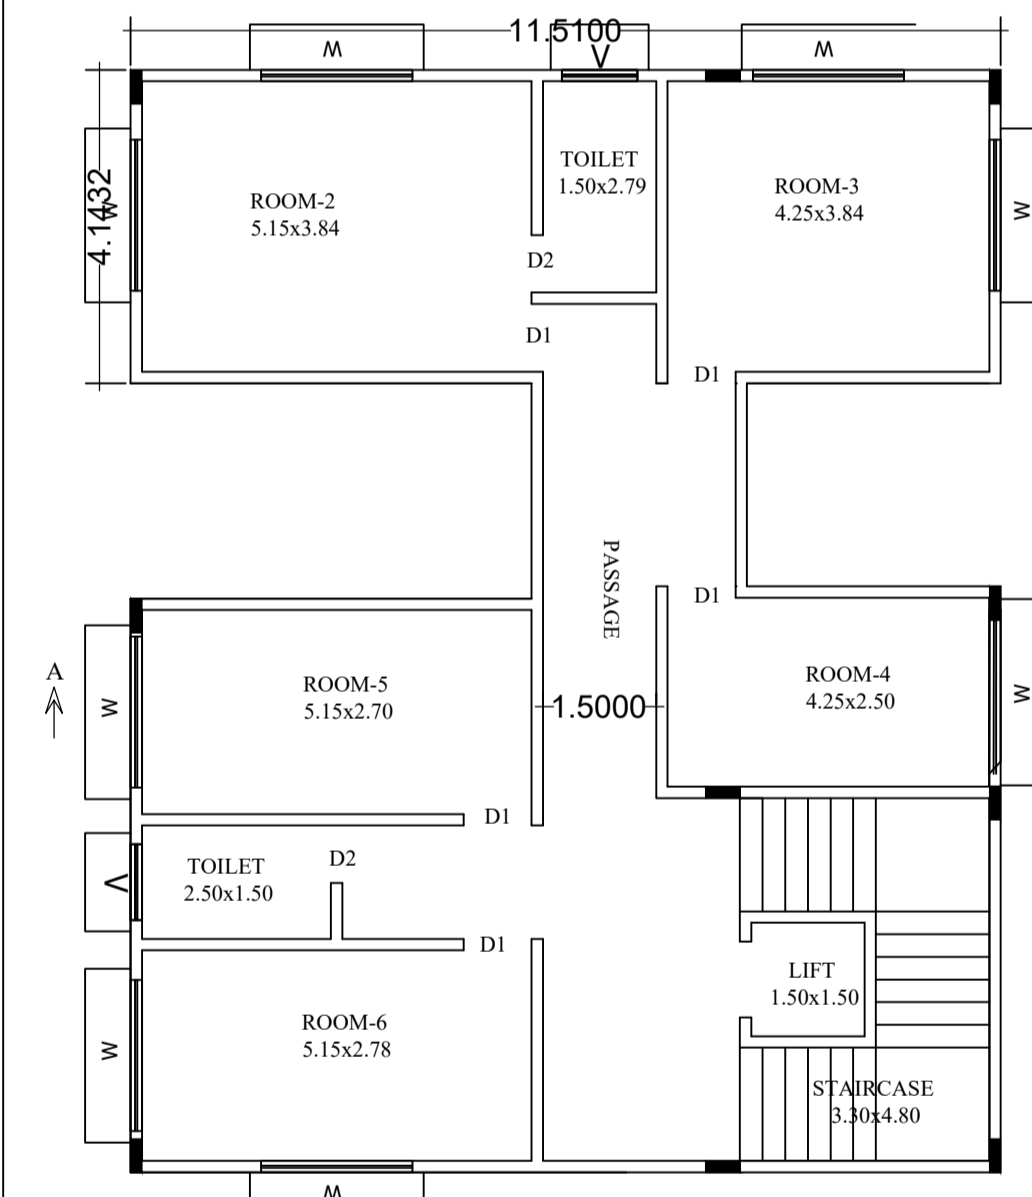 11.5100
W
V
W
4.1432
W
TOILET
1.50x2.79
ROOM-2
5.15x3.84
ROOM-3
4.25x3.84
W
D2
D1
D1
PASSAGE
D1
A
ROOM-5
5.15x2.70
ROOM-4
4.25x2.50
W
W
1.5000
D1
TOILET
2.50x1.50
D2
V
D1
LIFT
1.50x1.50
ROOM-6
5.15x2.78
W
STAIRCASE
3.30x4.80
W